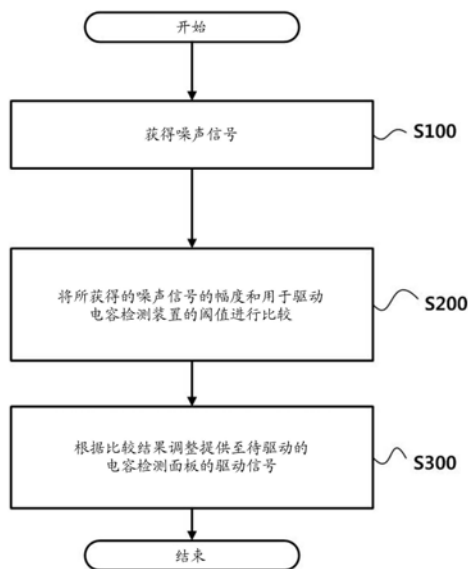 开始
获得噪声信号
S100
将所获得的噪声信号的幅度和用于驱动
电容检测装置的阈值进行比较
S200
根据比较结果调整提供至待驱动的
电容检测面板的驱动信号
S300
结束